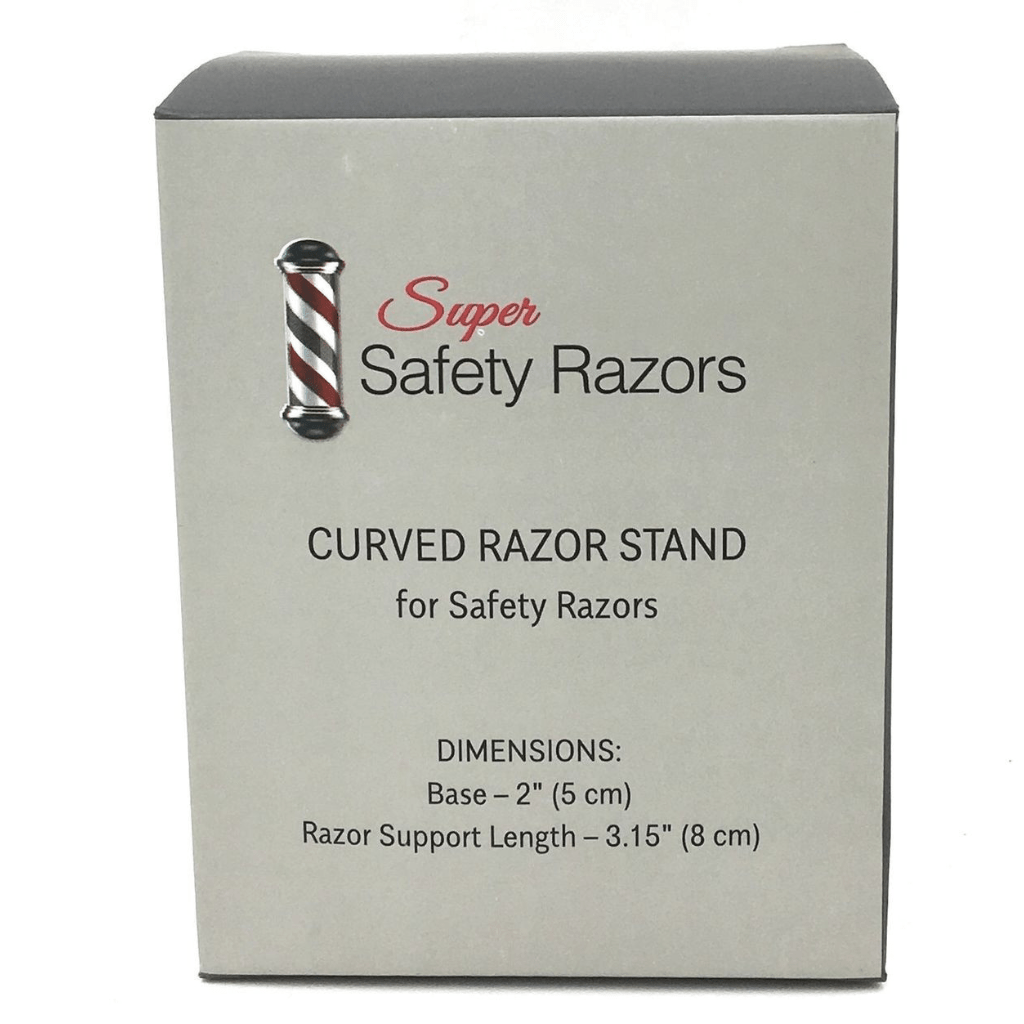 Super
Safety Razors
CURVED RAZOR STAND
for Safety Razors
DIMENSIONS:
Base – 2" (5 cm)
Razor Support Length – 3.15" (8 cm)